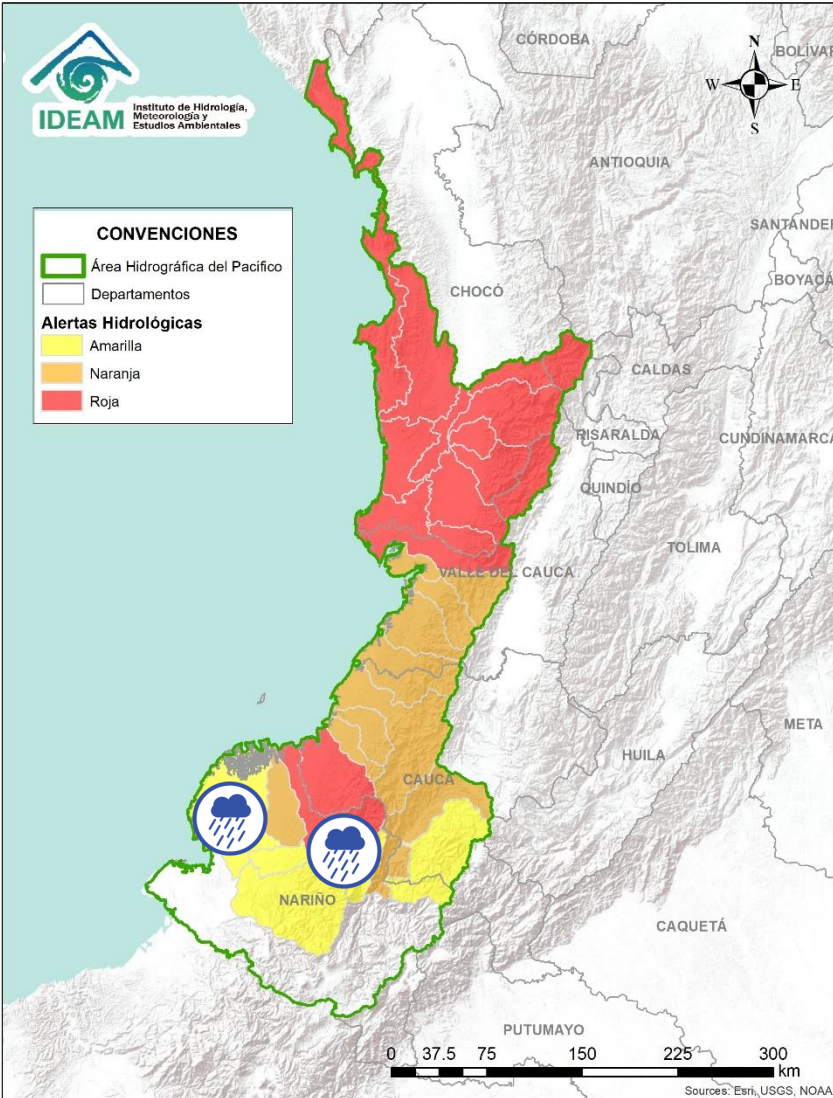 IDEAM
Instituto de Hidrología,
Meteorología y
Estudios Ambientales
CÓRDOBA
BOLÍVAR
N
W
E
S
ANTIOQUIA
SANTANDER
BOYACÁ
CONVENCIONES
Área Hidrográfica del Pacifico
Departamentos
Alertas Hidrológicas
Amarilla
Naranja
Roja
CHOCÓ
CALDAS
RISARALDA
CUNDINAMARCA
QUINDÍO
TOLIMA
VALLE DEL CAUCA
META
HUILA
CAUCA
NARIÑO
CAQUETÁ
PUTUMAYO
0 37.5 75 150 225 300
km
Sources: Esri, USGS, NOAA